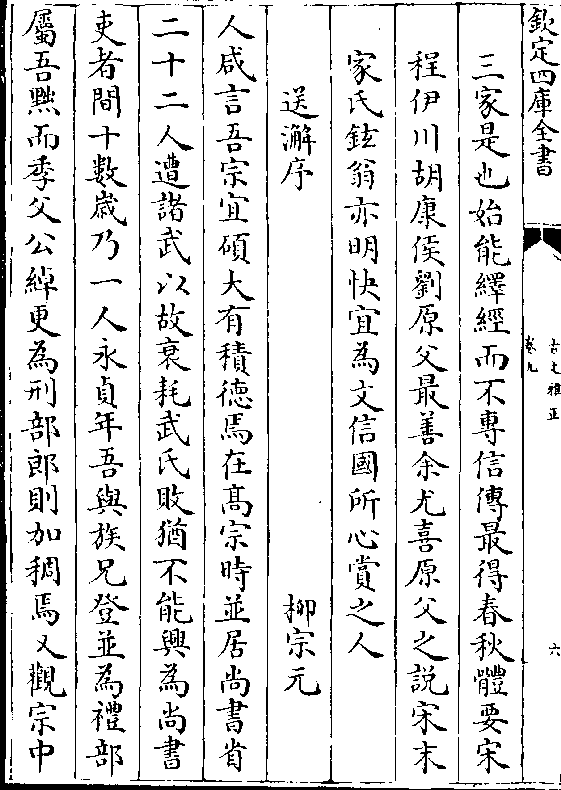 欽定四庫全書
古文雅正
卷九
六
三家是也始能繹經而不專信傳最得春秋體要宋
程伊川胡康侯劉原父最善余尤喜原父之説宋末
家氏鉉翁亦明快宜為文信國所心賞之人
送澥序
柳宗元
人咸言吾宗宜碩大有積德焉在髙宗時並居尚書省
二十二人遭諸武以故衰耗武氏敗猶不能興為尚書
吏者間十數嵗乃一人永貞年吾與族兄登並為禮部
屬吾黜而季父公綽更為刑部郎則加稠焉又觀宗中